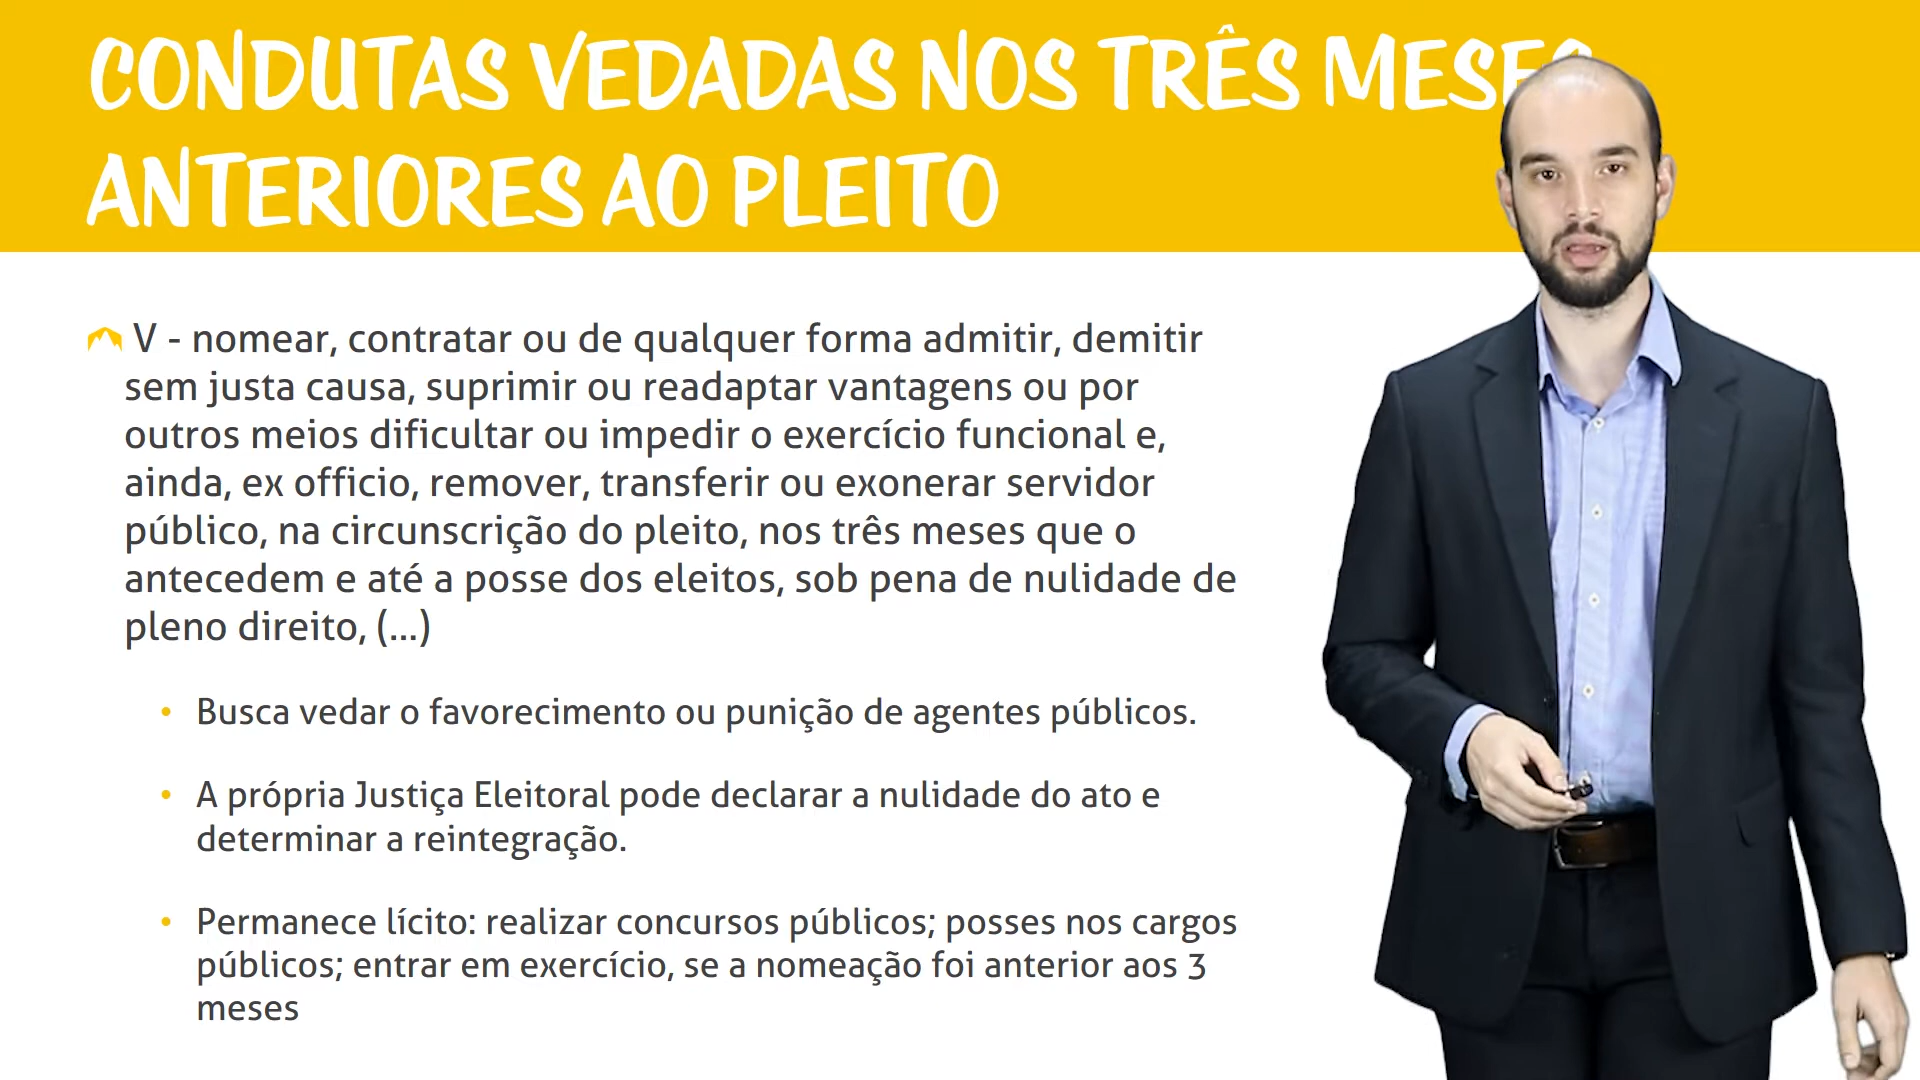 CONDUTAS VEDADAS NOS TRÊS MESES
ANTERIORES AO PLEITO
V - nomear, contratar ou de qualquer forma admitir, demitir
sem justa causa, suprimir ou readaptar vantagens ou por
outros meios dificultar ou impedir o exercício funcional e,
ainda, ex officio, remover, transferir ou exonerar servidor
público, na circunscrição do pleito, nos três meses que o
antecedem e até a posse dos eleitos, sob pena de nulidade de
pleno direito, (...)
• Busca vedar o favorecimento ou punição de agentes públicos.
• A própria Justiça Eleitoral pode declarar a nulidade do ato e
determinar a reintegração.
• Permanece lícito: realizar concursos públicos; posses nos cargos
públicos; entrar em exercício, se a nomeação foi anterior aos 3
meses